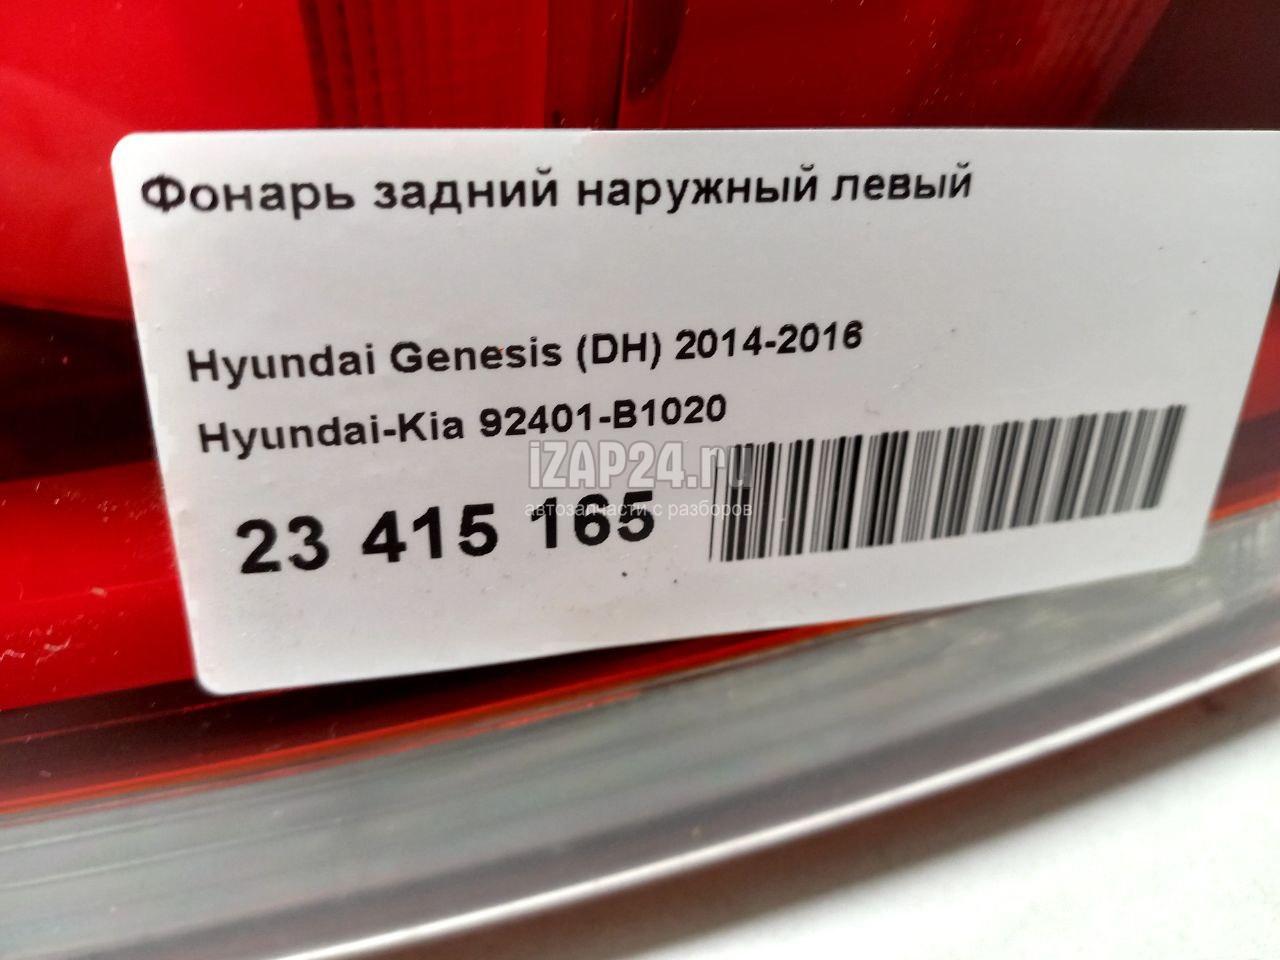 Фонарь задний наружный левый
Hyundai Genesis (DH) 2014-2016
Hyundai-Kia 92401-B1020
iZAP24.ru
автозапчасти с разборов
23 415 165